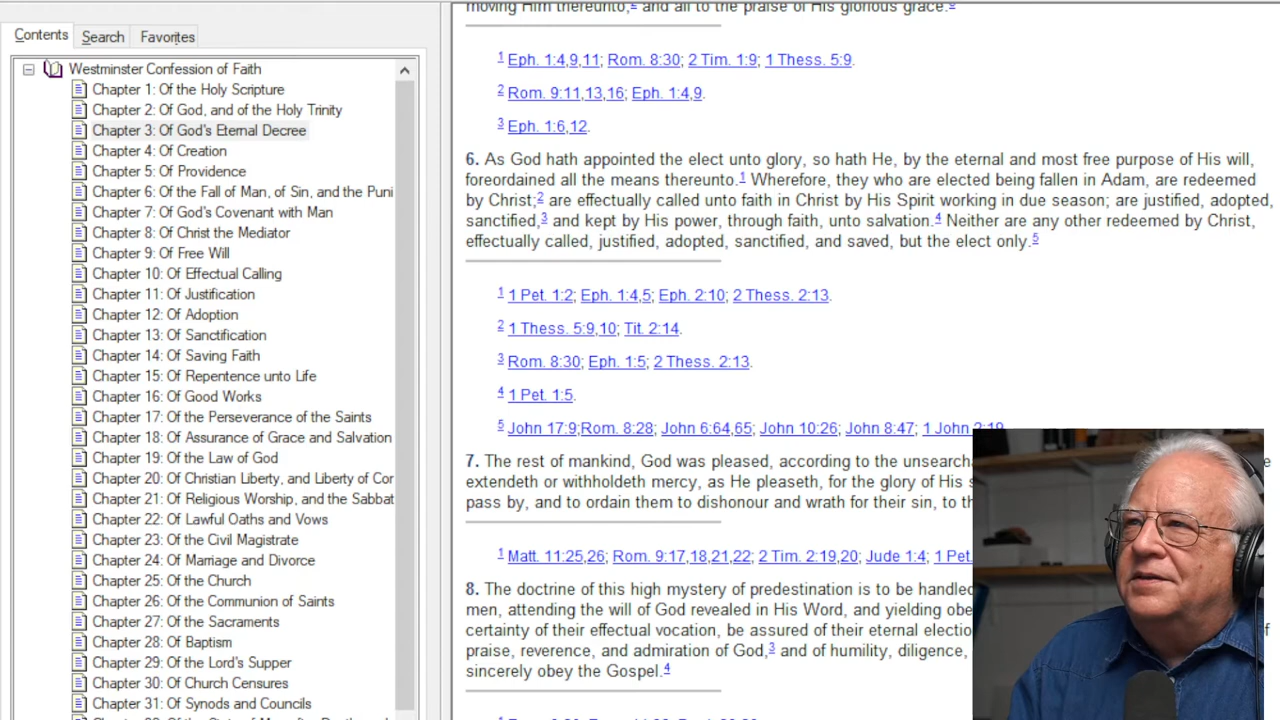 moving Him thereunto,2 and all to the praise of His glorious grace.3
Contents
Search
Favorites
Westminster Confession of Faith
Chapter 1: Of the Holy Scripture
Chapter 2: Of God, and of the Holy Trinity
Chapter 3: Of God's Eternal Decree
Chapter 4: Of Creation
Chapter 5: Of Providence
Chapter 6: Of the Fall of Man, of Sin, and the Puni
Chapter 7: Of God's Covenant with Man
Chapter 8: Of Christ the Mediator
Chapter 9: Of Free Will
Chapter 10: Of Effectual Calling
Chapter 11: Of Justification
Chapter 12: Of Adoption
Chapter 13: Of Sanctification
Chapter 14: Of Saving Faith
Chapter 15: Of Repentence unto Life
Chapter 16: Of Good Works
Chapter 17: Of the Perseverance of the Saints
Chapter 18: Of Assurance of Grace and Salvation
Chapter 19: Of the Law of God
Chapter 20: Of Christian Liberty, and Liberty of Cor
Chapter 21: Of Religious Worship, and the Sabbat
Chapter 22: Of Lawful Oaths and Vows
Chapter 23: Of the Civil Magistrate
Chapter 24: Of Marriage and Divorce
Chapter 25: Of the Church
Chapter 26: Of the Communion of Saints
Chapter 27: Of the Sacraments
Chapter 28: Of Baptism
Chapter 29: Of the Lord's Supper
Chapter 30: Of Church Censures
Chapter 31: Of Synods and Councils
1 Eph. 1:4,9,11; Rom. 8:30; 2 Tim. 1:9; 1 Thess. 5:9.
2 Rom. 9:11,13,16; Eph. 1:4,9.
3 Eph. 1:6,12.
6. As God hath appointed the elect unto glory, so hath He, by the eternal and most free purpose of His will,
foreordained all the means thereunto.1 Wherefore, they who are elected being fallen in Adam, are redeemed
by Christ;2 are effectually called unto faith in Christ by His Spirit working in due season; are justified, adopted,
sanctified,3 and kept by His power, through faith, unto salvation.4 Neither are any other redeemed by Christ,
effectually called, justified, adopted, sanctified, and saved, but the elect only.5
1 1 Pet. 1:2; Eph. 1:4,5; Eph. 2:10; 2 Thess. 2:13.
2 1 Thess. 5:9,10; Tit. 2:14.
3 Rom. 8:30; Eph. 1:5; 2 Thess. 2:13.
4 1 Pet. 1:5.
5 John 17:9;Rom. 8:28; John 6:64,65; John 10:26; John 8:47; 1 John 2:19.
7. The rest of mankind, God was pleased, according to the
extendeth or withholdeth mercy, as He pleaseth, for the glory of His
pass by, and to ordain them to dishonour and wrath for their sin, to
1 Matt. 11:25,26; Rom. 9:17,18,21,22; 2 Tim. 2:19,20; Jude 1:4; 1 Pet.
8. The doctrine of this high mystery of predestination is to be handled
men, attending the will of God revealed in His Word, and yielding
certainty of their effectual vocation, be assured of their eternal
praise, reverence, and admiration of God,3 and of humility, diligence,
sincerely obey the Gospel.4